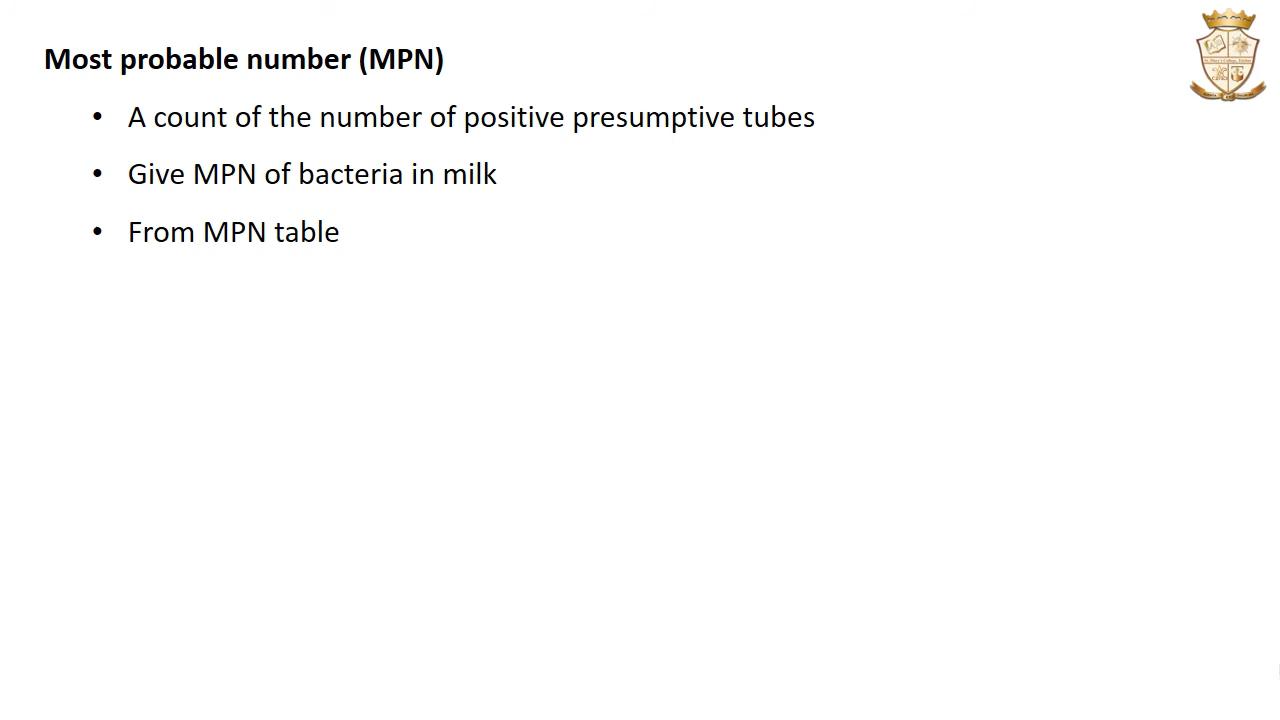 Most probable number (MPN)
• A count of the number of positive presumptive tubes
• Give MPN of bacteria in milk
• From MPN table